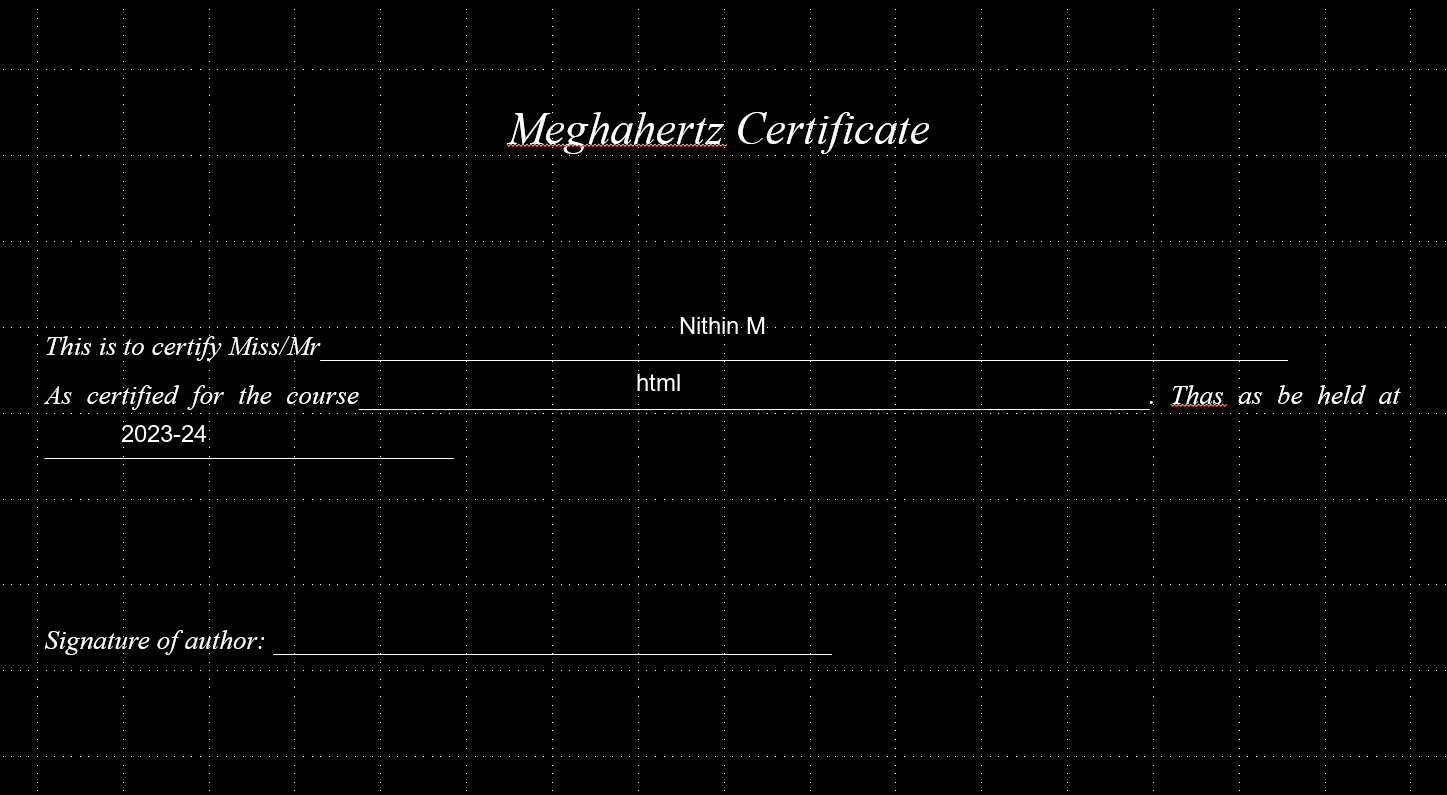 Meghahertz Certificate
Nithin M
This is to certify Miss/Mr
html
As certified for the course . Thas as be held at
2023-24
Signature of author: